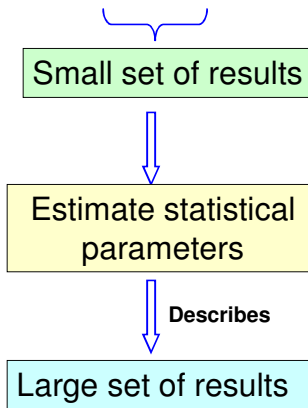 Small set of results
Estimate statistical
parameters
Describes
Large set of results